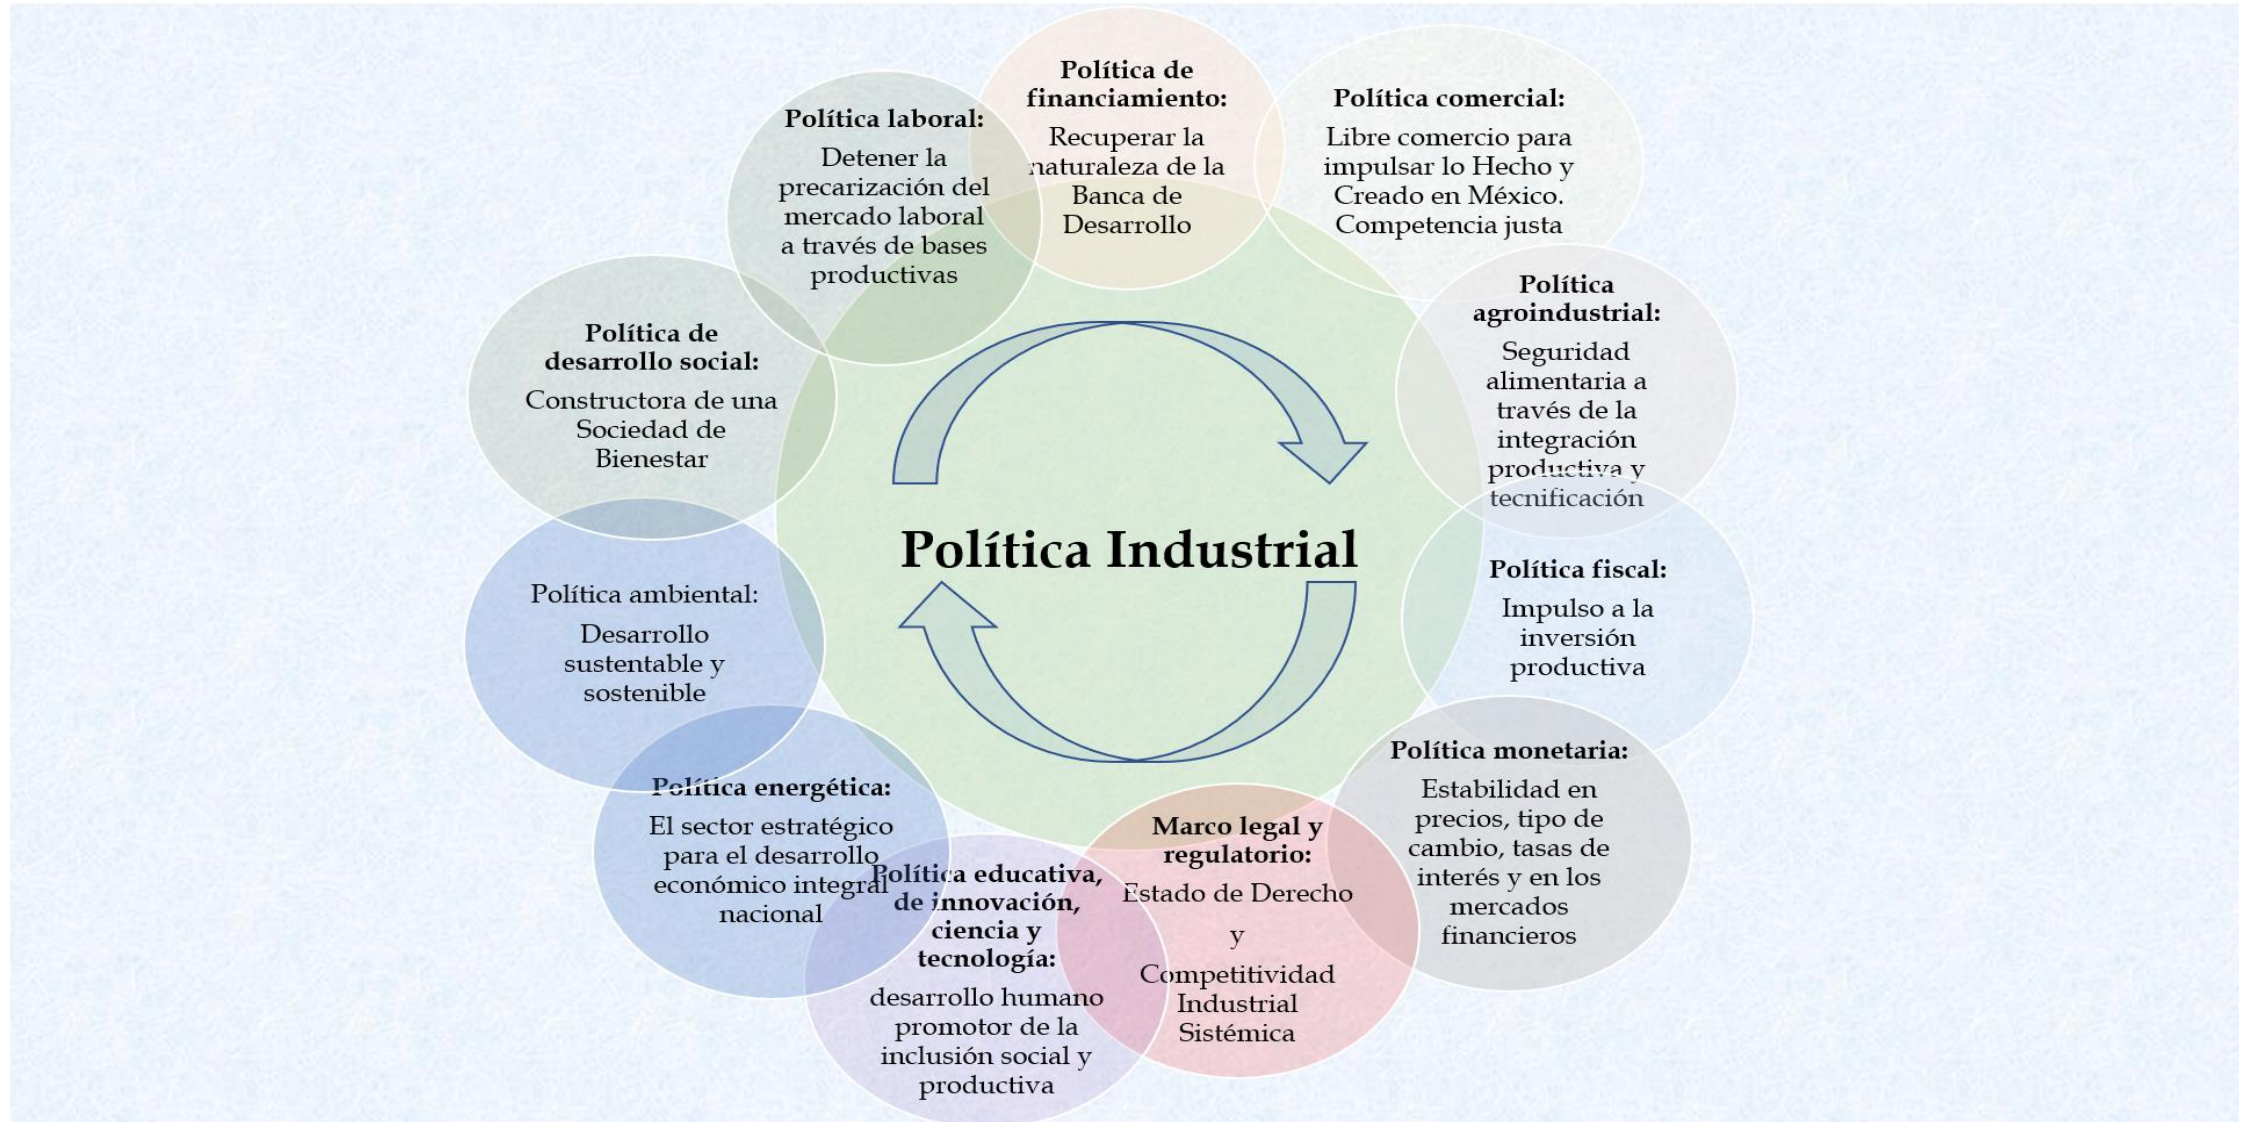 Política de
financiamiento:
Recuperar la
naturaleza de la
Banca de
Desarrollo
Política comercial:
Libre comercio para
impulsar lo Hecho y
Creado en México.
Competencia justa
Política
agroindustrial:
Seguridad
alimentaria a
través de la
integración
productiva y
tecnificación
Política fiscal:
Impulso a la
inversión
productiva
Política monetaria:
Estabilidad en
precios, tipo de
cambio, tasas de
interés y en los
mercados
financieros
Marco legal y
regulatorio:
Estado de Derecho
y
Competitividad
Industrial
Sistémica
Política educativa,
de innovación,
ciencia y
tecnología:
desarrollo humano
promotor de la
inclusión social y
productiva
Política energética:
El sector estratégico
para el desarrollo
económico integral
nacional
Política ambiental:
Desarrollo
sustentable y
sostenible
Política de
desarrollo social:
Constructora de una
Sociedad de
Bienestar
Política laboral:
Detener la
precarización del
mercado laboral
a través de bases
productivas
Política Industrial